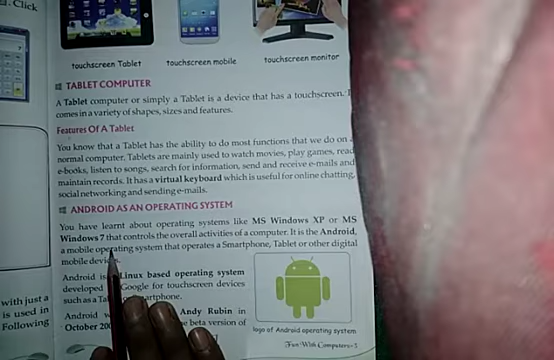 Click
touchscreen Tablet touchscreen mobile touchscreen monitor
TABLET COMPUTER
A Tablet computer or simply a Tablet is a device that has a touchscreen.
comes in a variety of shapes, sizes and features.
Features Of A Tablet
You know that a Tablet has the ability to do most functions that we do on
normal computer. Tablets are mainly used to watch movies, play games, read
e-books, listen to songs, search for information, send and receive e-mails and
maintain records. It has a virtual keyboard which is useful for online chatting,
social networking and sending e-mails.
ANDROID AS AN OPERATING SYSTEM
You have learnt about operating systems like MS Windows XP or MS
Windows 7 that controls the overall activities of a computer. It is the Android,
a mobile operating system that operates a Smartphone, Tablet or other digital
mobile
Android is Linux based operating system
developed Google for touchscreen devices
such as a
Android Andy Rubin in
October beta version of
logo of Android operating system
Fun With Computers-5
with just a
is used in
Following